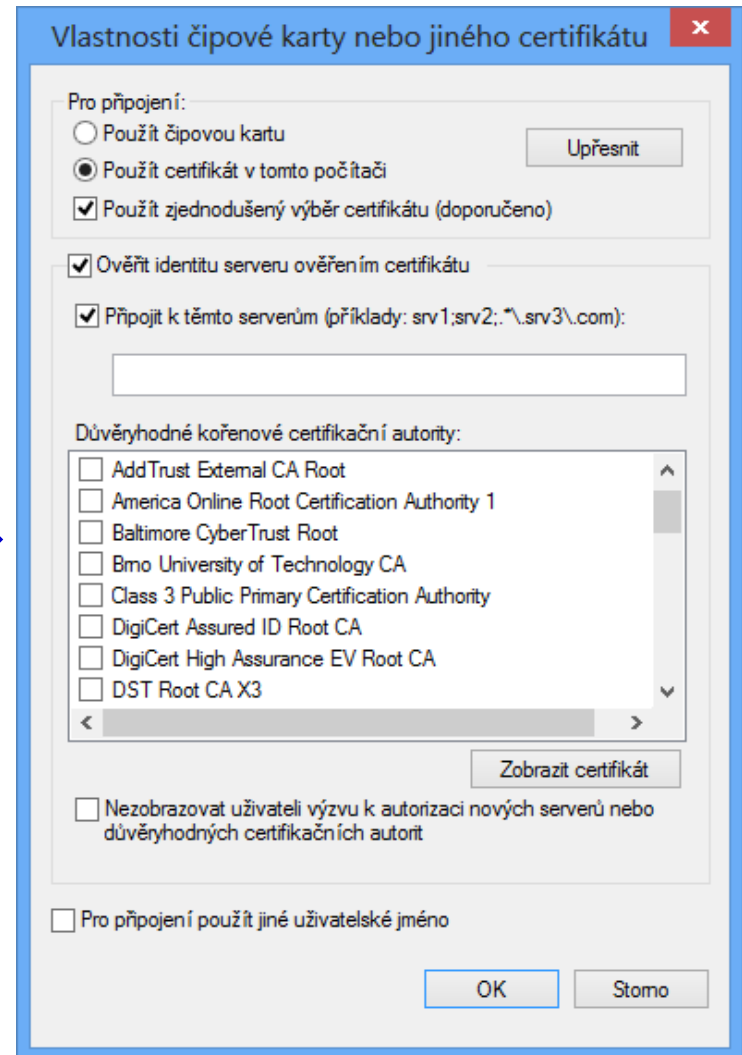 Vlastnosti čipové karty nebo jiného certifikátu
Pro připojení:
Použít čipovou kartu
Upřesnit
Použít certifikát v tomto počítači
Použít zjednodušený výběr certifikátu (doporučeno)
Ověřit identitu serveru ověřením certifikátu
Připojit k těmto serverům (příklady: srv1;srv2;.*\.srv3\.com):
Důvěryhodné kořenové certifikační autority:
AddTrust External CA Root
America Online Root Certification Authority 1
Baltimore CyberTrust Root
Brno University of Technology CA
Class 3 Public Primary Certification Authority
DigiCert Assured ID Root CA
DigiCert High Assurance EV Root CA
DST Root CA X3
Zobrazit certifikát
Nezobrazovat uživateli výzvu k autorizaci nových serverů nebo
důvěryhodných certifikačních autorit
Pro připojení použít jiné uživatelské jméno
OK
Storno